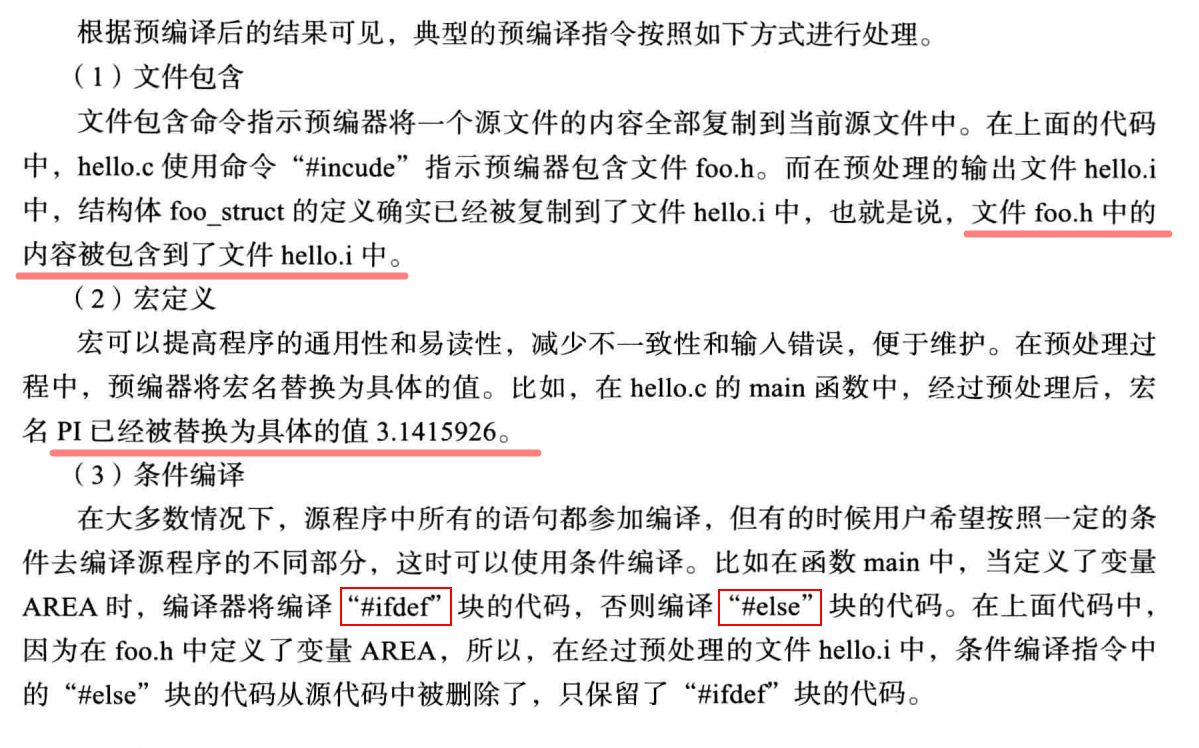 根据预编译后的结果可见，典型的预编译指令按照如下方式进行处理。
（1）文件包含
文件包含命令指示预编器将一个源文件的内容全部复制到当前源文件中。在上面的代码
中，hello.c 使用命令“#incude”指示预编器包含文件 foo.h。而在预处理的输出文件 hello.i
中，结构体 foo_struct 的定义确实已经被复制到了文件 hello.i 中，也就是说，文件 foo.h 中的
内容被包含到了文件 hello.i 中。
（2）宏定义
宏可以提高程序的通用性和易读性，减少不一致性和输入错误，便于维护。在预处理过
程中，预编器将宏名替换为具体的值。比如，在 hello.c 的 main 函数中，经过预处理后，宏
名 PI 已经被替换为具体的值 3.1415926。
（3）条件编译
在大多数情况下，源程序中所有的语句都参加编译，但有的时候用户希望按照一定的条
件去编译源程序的不同部分，这时可以使用条件编译。比如在函数 main 中，当定义了变量
AREA 时，编译器将编译“#ifdef”块的代码，否则编译“#else”块的代码。在上面代码中，
因为在 foo.h 中定义了变量 AREA，所以，在经过预处理的文件 hello.i 中，条件编译指令中
的“#else”块的代码从源代码中被删除了，只保留了“#ifdef”块的代码。